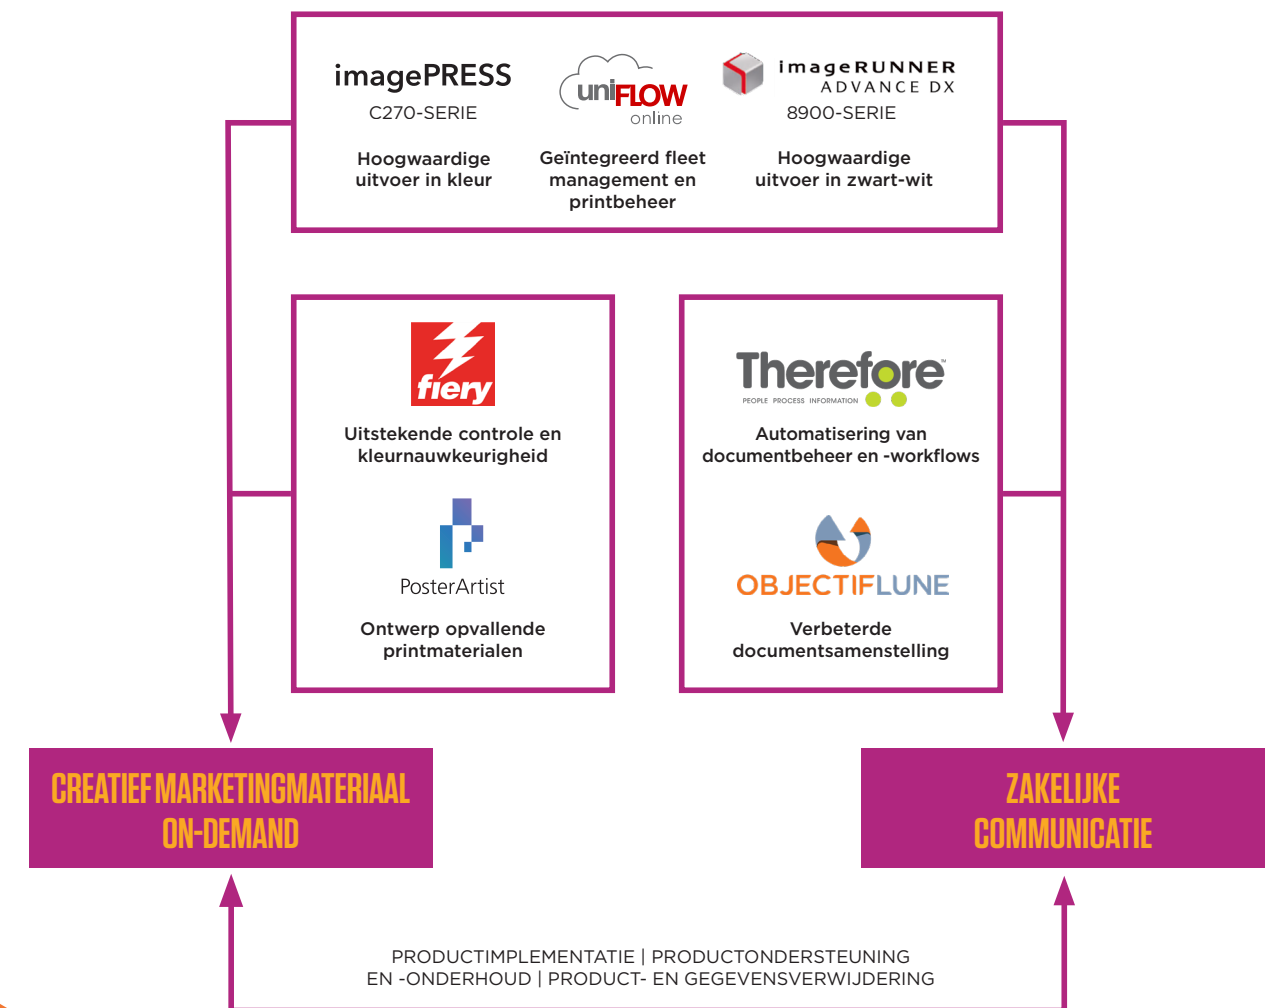 imagePRESS
C270-SERIE
Hoogwaardige
uitvoer in kleur
uniFLOW
online
Geïntegreerd fleet
management en
printbeheer
imageRUNNER
ADVANCE DX
8900-SERIE
Hoogwaardige
uitvoer in zwart-wit
fiery
Uitstekende controle en
kleurnauwkeurigheid
PosterArtist
Ontwerp opvallende
printmaterialen
Therefore™
PEOPLE PROCESS INFORMATION
Automatisering van
documentbeheer en -workflows
OBJECTIFLUNE
Verbeterde
documentsamenstelling
CREATIEF MARKETINGMATERIAAL
ON-DEMAND
ZAKELIJKE
COMMUNICATIE
PRODUCTIMPLEMENTATIE | PRODUCTONDERSTEUNING
EN -ONDERHOUD | PRODUCT- EN GEGEVENSVERWIJDERING